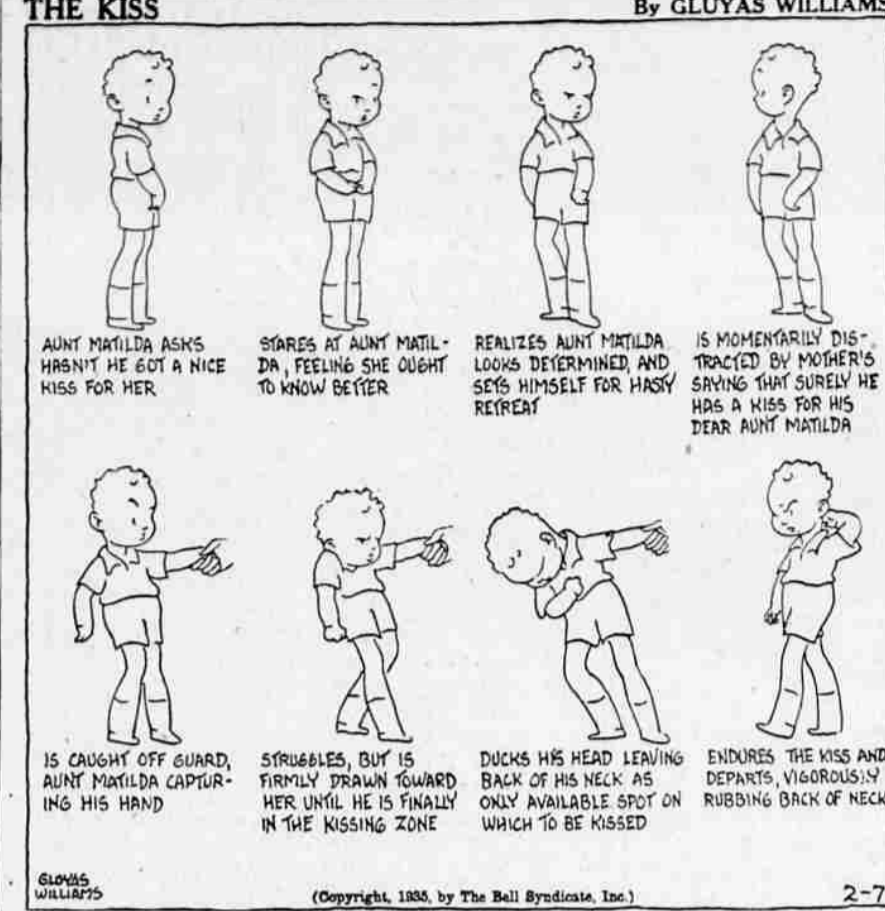 THE KISS
By GLUYAS WILLIAMS
AUNT MATILDA ASKS
HASN'T HE GOT A NICE
KISS FOR HER
STARES AT AUNT MATIL-
DA, FEELING SHE OUGHT
TO KNOW BETTER
REALIZES AUNT MATILDA
LOOKS DETERMINED, AND
SETS HIMSELF FOR HASTY
RETREAT
IS MOMENTARILY DIS-
TRACTED BY MOTHER'S
SAYING THAT SURELY HE
HAS A KISS FOR HIS
DEAR AUNT MATILDA
IS CAUGHT OFF GUARD,
AUNT MATILDA CAPTUR-
ING HIS HAND
STRUGGLES, BUT IS
FIRMLY DRAWN TOWARD
HER UNTIL HE IS FINALLY
IN THE KISSING ZONE
DUCKS HIS HEAD LEAVING
BACK OF HIS NECK AS
ONLY AVAILABLE SPOT ON
WHICH TO BE KISSED
ENDURES THE KISS AND
DEPARTS, VIGOROUSLY
RUBBING BACK OF NECK
GLUYAS
WILLIAMS
(Copyright, 1935, by The Bell Syndicate, Inc.)
2-7